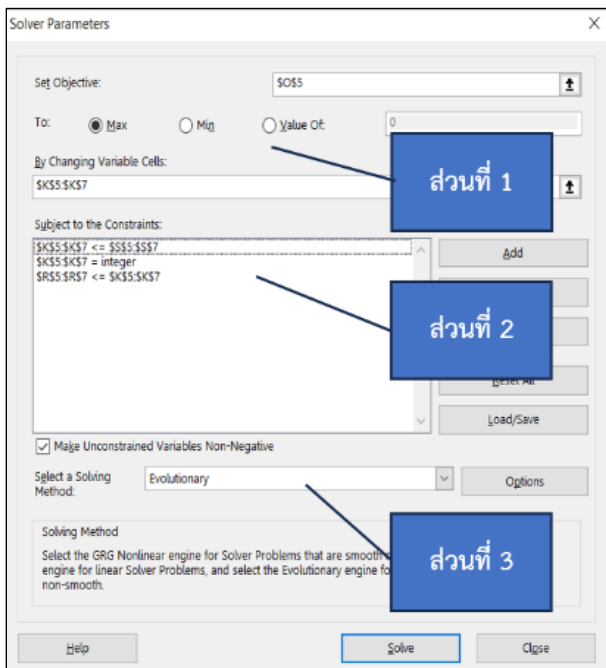 Solver Parameters
Set Objective:
$O$5
To:
Max
Min
Value Of:
0
ส่วนที่ 1
By Changing Variable Cells:
$K$5:$K$7
Subject to the Constraints:
$K$5:$K$7 <= $S$5:$S$7
$K$5:$K$7 = integer
$R$5:$R$7 <= $K$5:$K$7
Add
ส่วนที่ 2
Reset All
Load/Save
Make Unconstrained Variables Non-Negative
Select a Solving Method:
Evolutionary
Options
Solving Method
Select the GRG Nonlinear engine for Solver Problems that are smooth
engine for linear Solver Problems, and select the Evolutionary engine
non-smooth.
ส่วนที่ 3
Help
Solve
Close